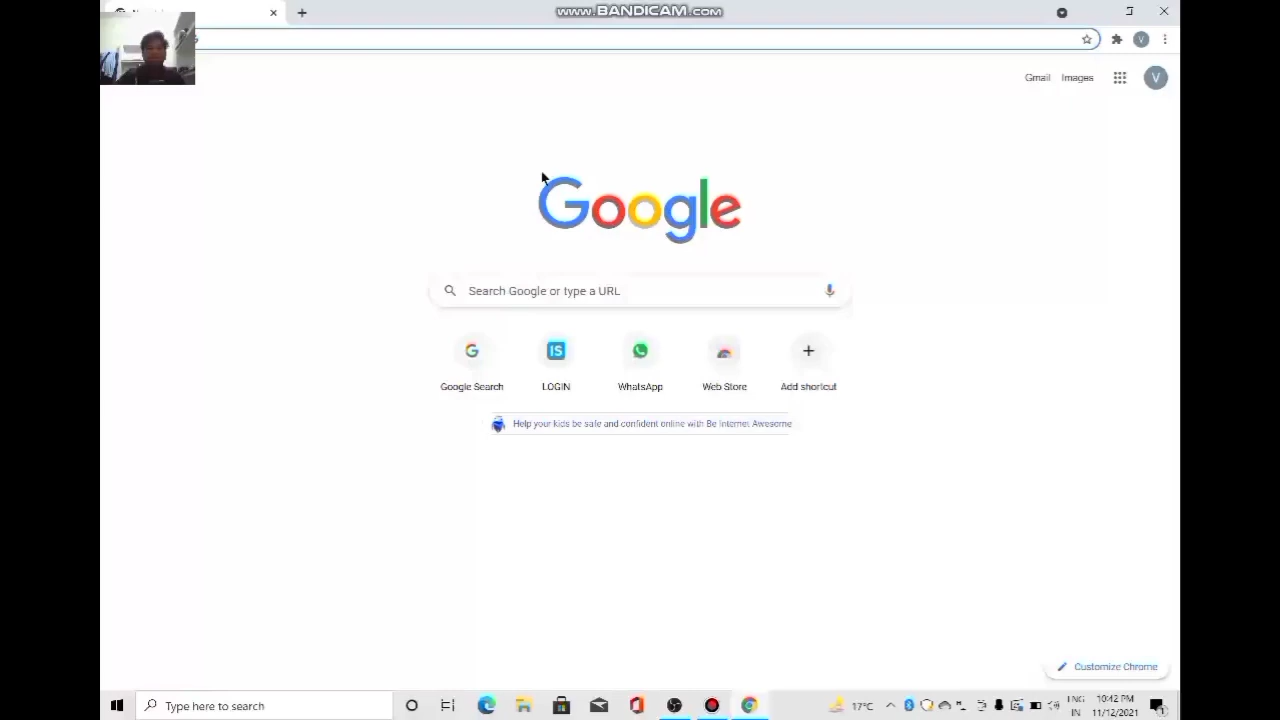 www.BANDICAM.com
Gmail Images
V
Google
Search Google or type a URL
IS
Google Search LOGIN WhatsApp Web Store Add shortcut
Help your kids be safe and confident online with Be Internet Awesome
Customize Chrome
Type here to search
17°C
ENG
IN
10:42 PM
11/12/2021